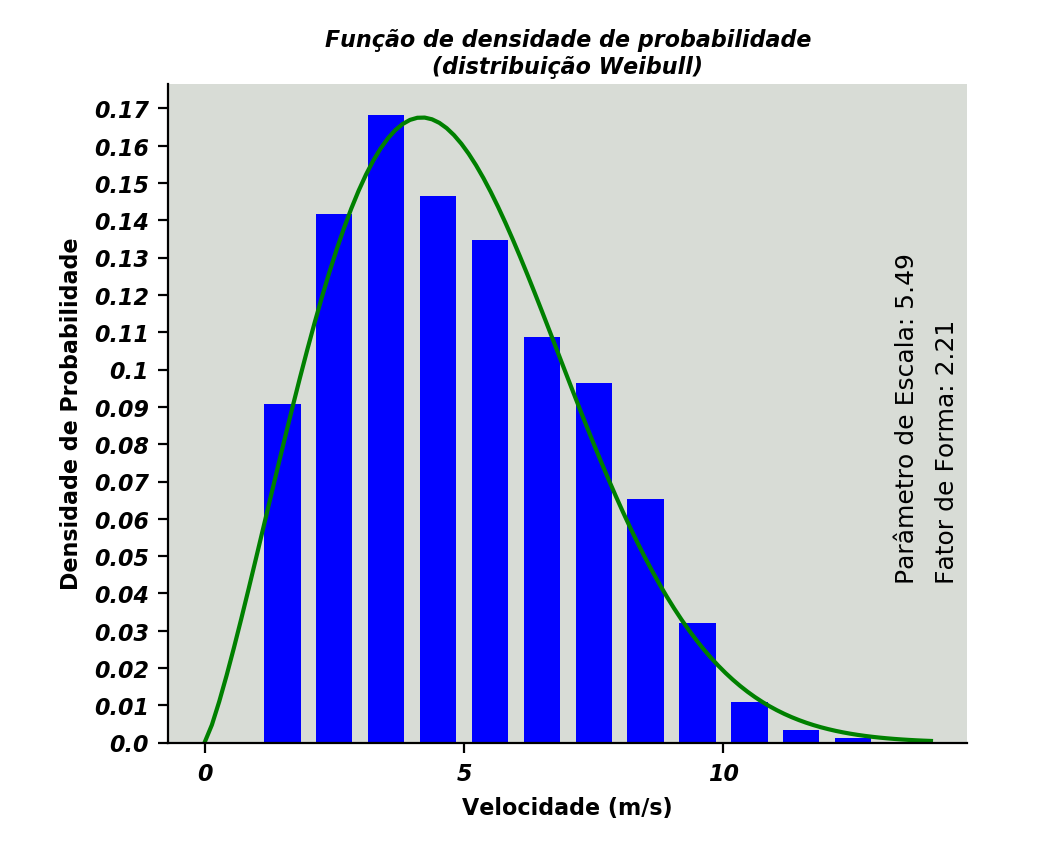 Função de densidade de probabilidade
(distribuição Weibull)
Densidade de Probabilidade
0.17
0.16
0.15
0.14
0.13
0.12
0.11
0.1
0.09
0.08
0.07
0.06
0.05
0.04
0.03
0.02
0.01
0.0
Parâmetro de Escala: 5.49
Fator de Forma: 2.21
0 5 10
Velocidade (m/s)